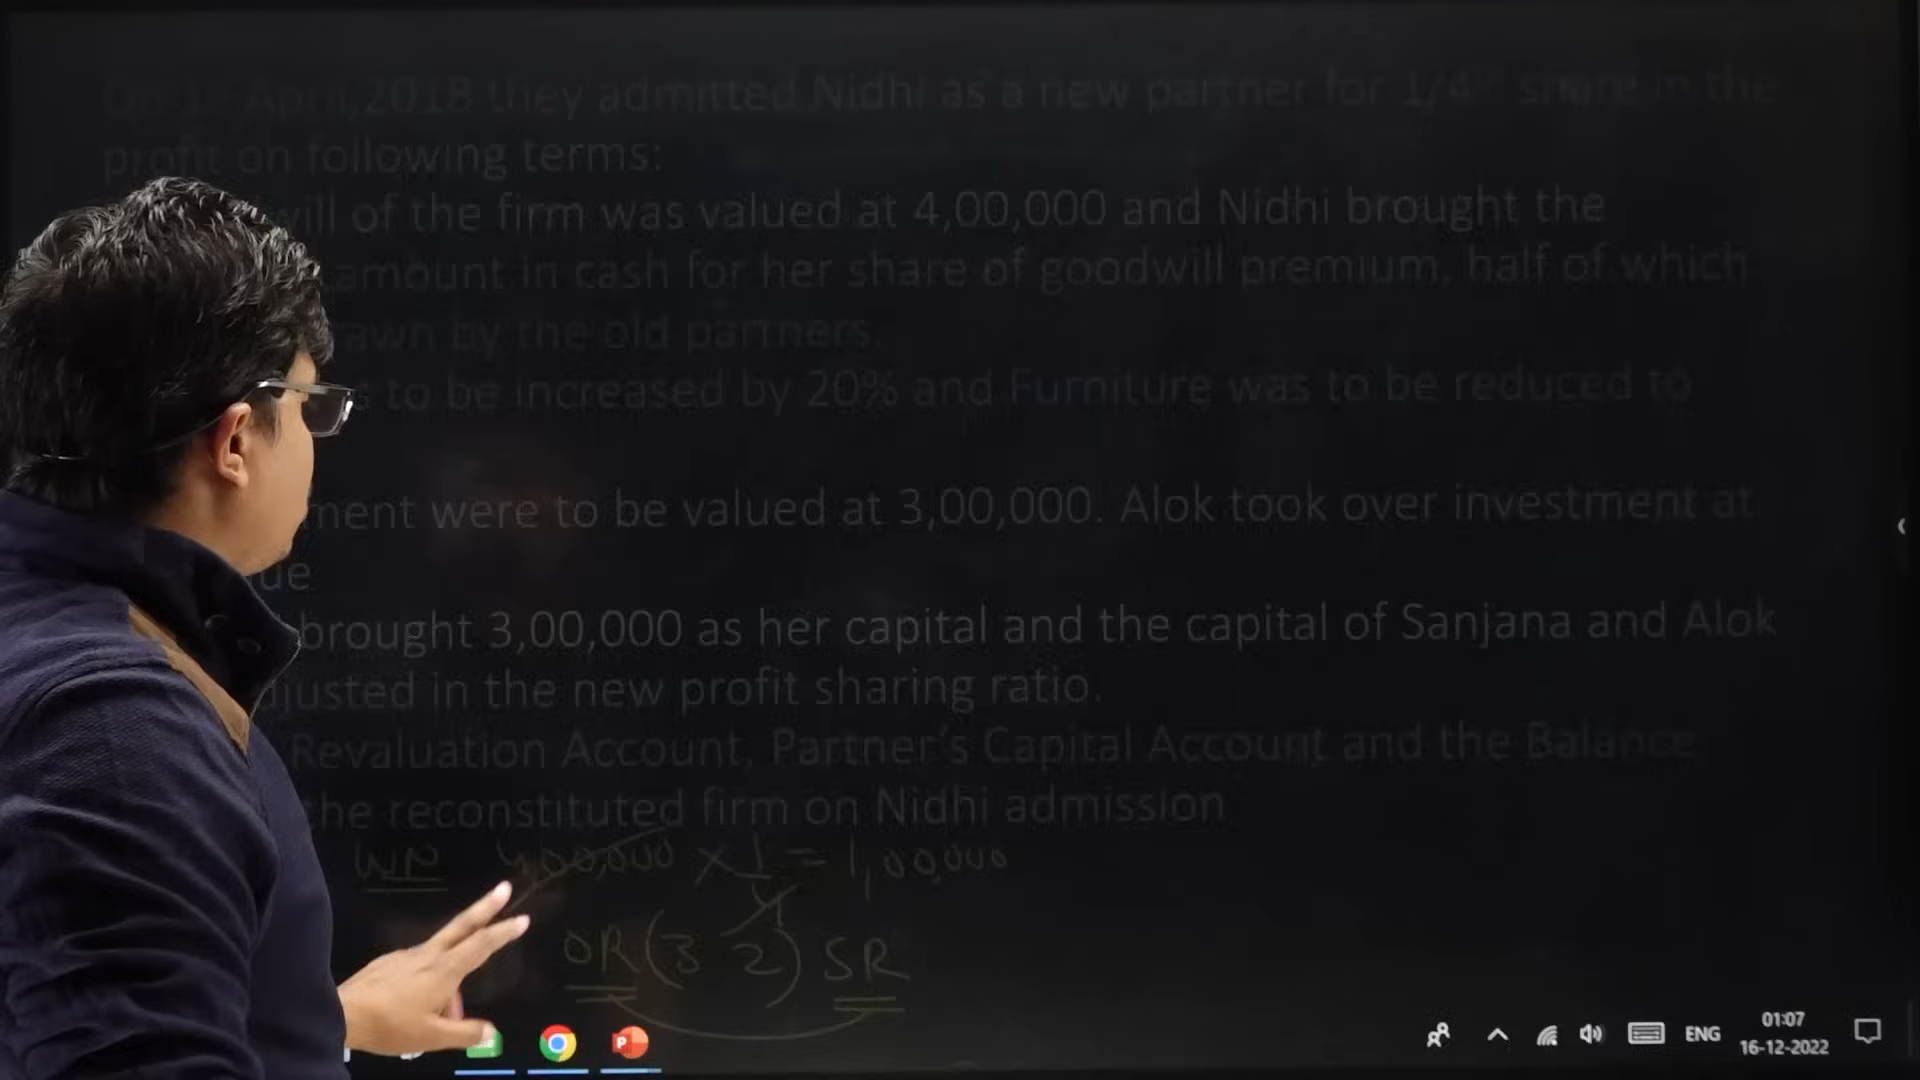 On 1st April,2018 they admitted Nidhi as a new partner for 1/4th share in the
profit on following terms:
will of the firm was valued at 4,00,000 and Nidhi brought the
amount in cash for her share of goodwill premium, half of which
awn by the old partners.
s to be increased by 20% and Furniture was to be reduced to
ment were to be valued at 3,00,000. Alok took over investment at
ue
brought 3,00,000 as her capital and the capital of Sanjana and Alok
djusted in the new profit sharing ratio.
Revaluation Account, Partner's Capital Account and the Balance
he reconstituted firm on Nidhi admission
WN 400,000 × 1/4 = 1,00,000
OR (3 2) SR
ENG
01:07
16-12-2022